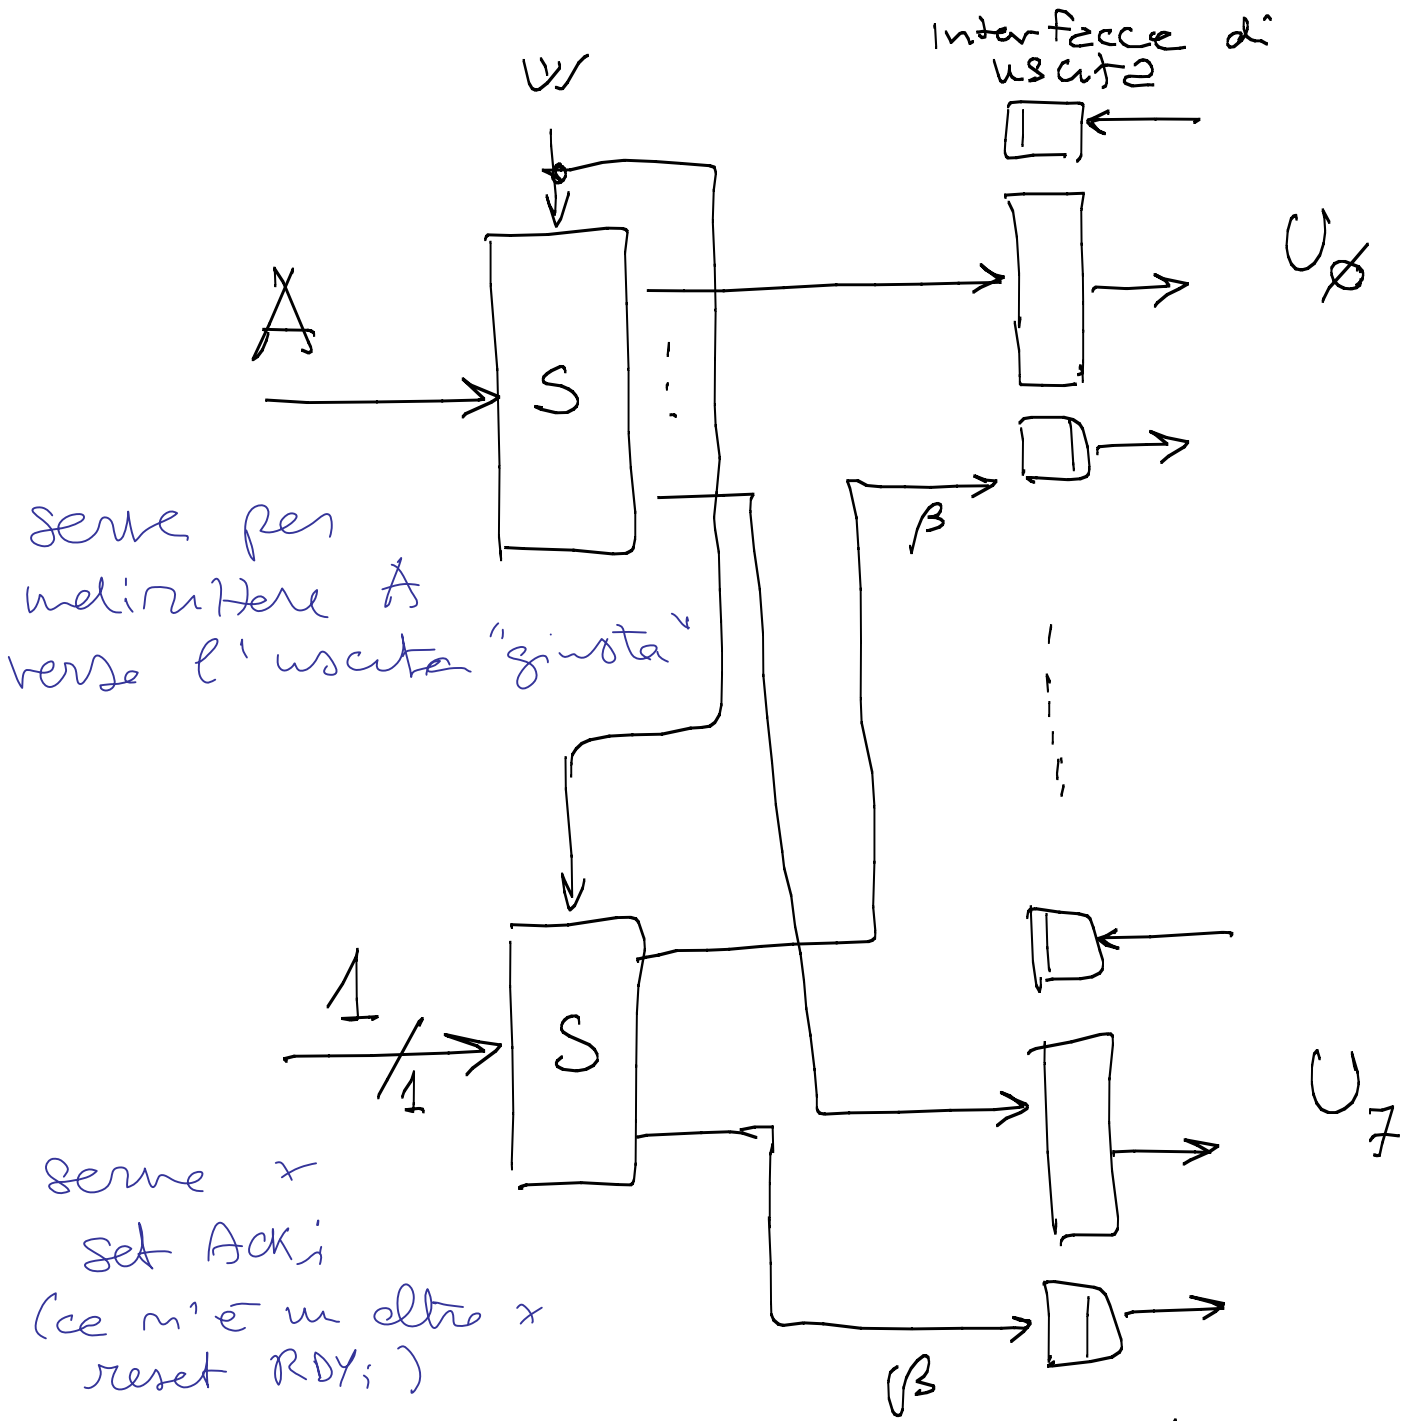 Interfacce di
uscita
W
A
S
Uø
β
serve per
indirizzare A
verso l'uscita "giusta"
1
1
S
U7
serve x
set ACKi
(ce n'è un altro x
reset RDYi)
β